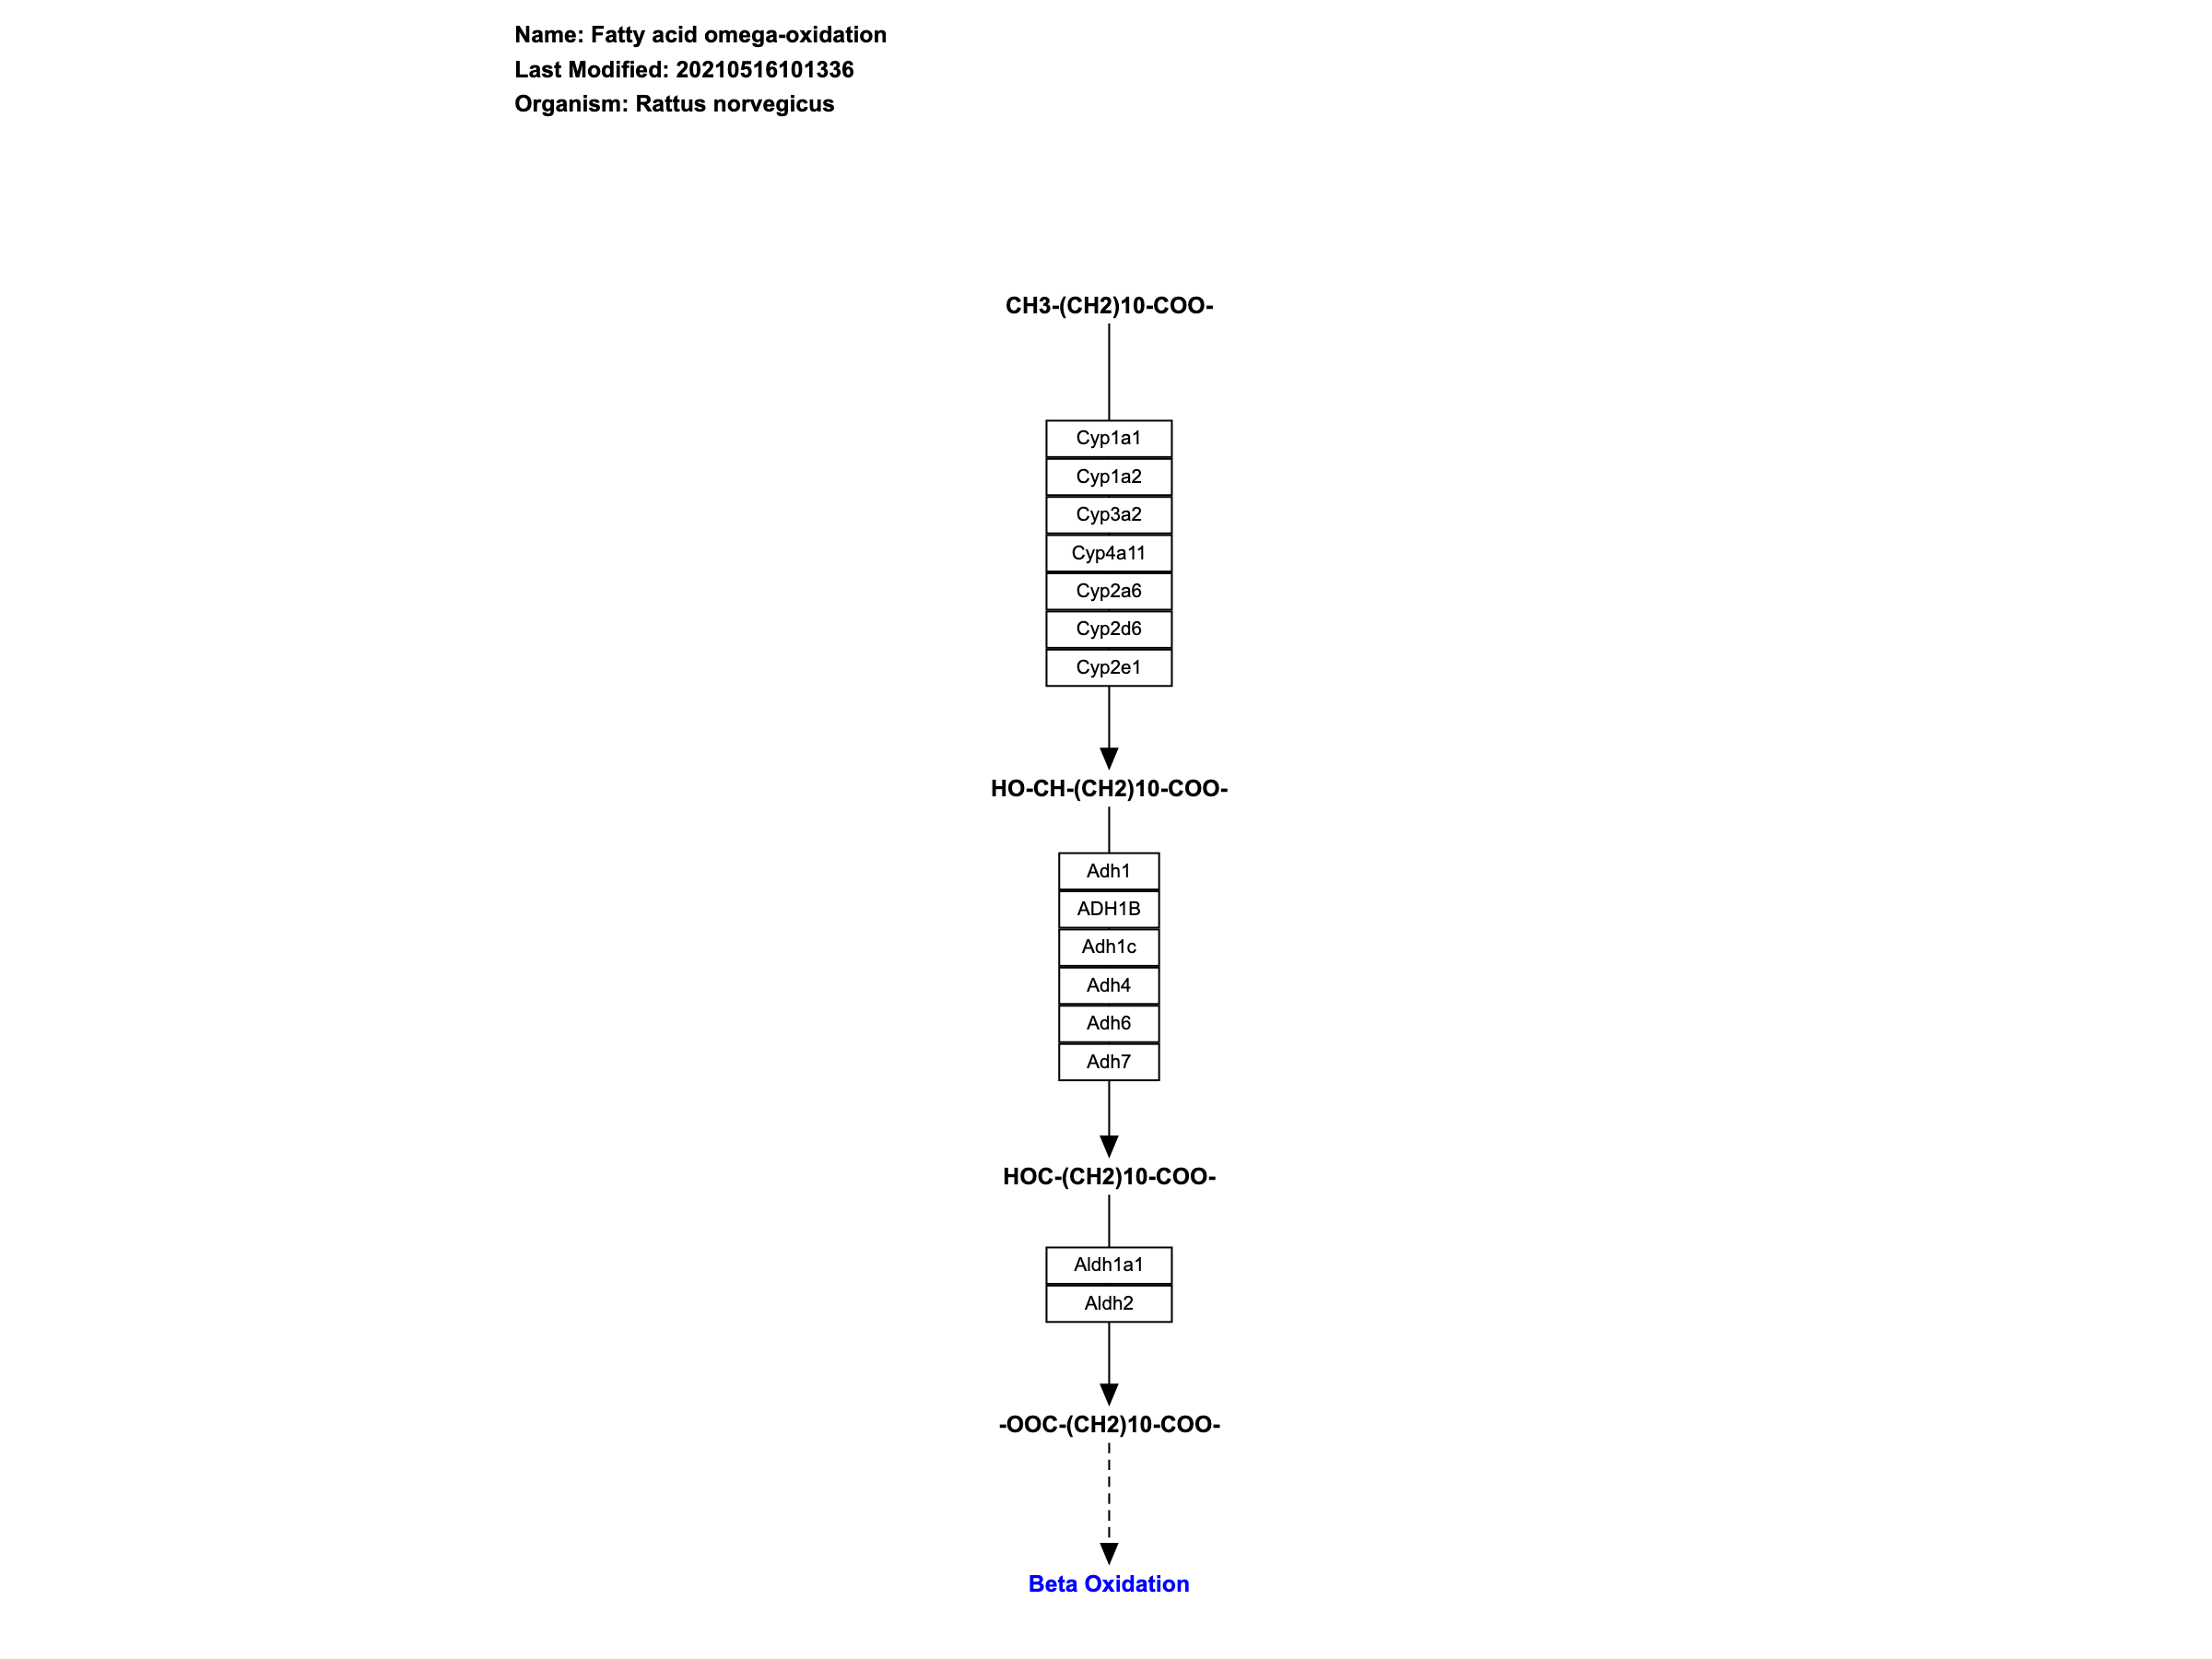 Name: Fatty acid omega-oxidation
Last Modified: 20210516101336
Organism: Rattus norvegicus
CH3-(CH2)10-COO-
Cyp1a1
Cyp1a2
Cyp3a2
Cyp4a11
Cyp2a6
Cyp2d6
Cyp2e1
HO-CH-(CH2)10-COO-
Adh1
ADH1B
Adh1c
Adh4
Adh6
Adh7
HOC-(CH2)10-COO-
Aldh1a1
Aldh2
-OOC-(CH2)10-COO-
Beta Oxidation